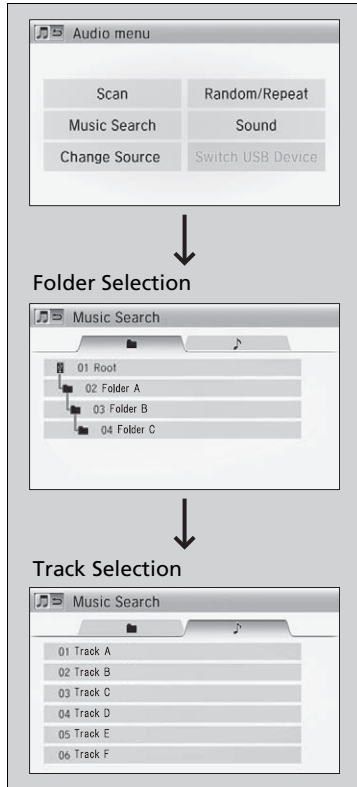 Audio menu
Scan Random/Repeat
Music Search Sound
Change Source Switch USB Device
Folder Selection
Music Search
01 Root
02 Folder A
03 Folder B
04 Folder C
Track Selection
Music Search
01 Track A
02 Track B
03 Track C
04 Track D
05 Track E
06 Track F